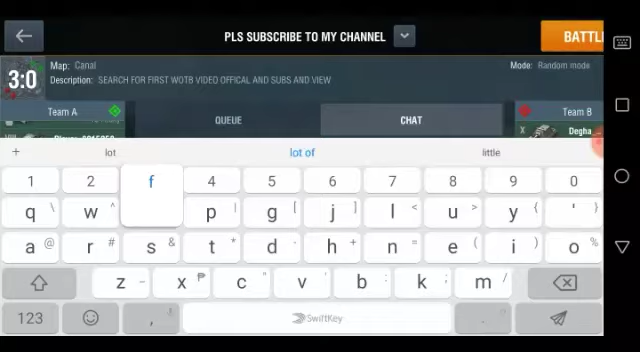 PLS SUBSCRIBE TO MY CHANNEL
BATTL
3:0
Map: Canal
Mode: Random mode
Description: SEARCH FOR FIRST WOTB VIDEO OFFICAL AND SUBS AND VIEW
Team A
QUEUE
CHAT
Team B
X
Degha
+ lot lot of little
1 2 f 4 5 6 7 8 9 0
q \ w ^ p | g [ j ] l < u > y { ' }
a @ r # s & t * d - h + n = e ( i ) o %
z _ x ₱ c " v ' b : k ; m /
123 , SwiftKey .